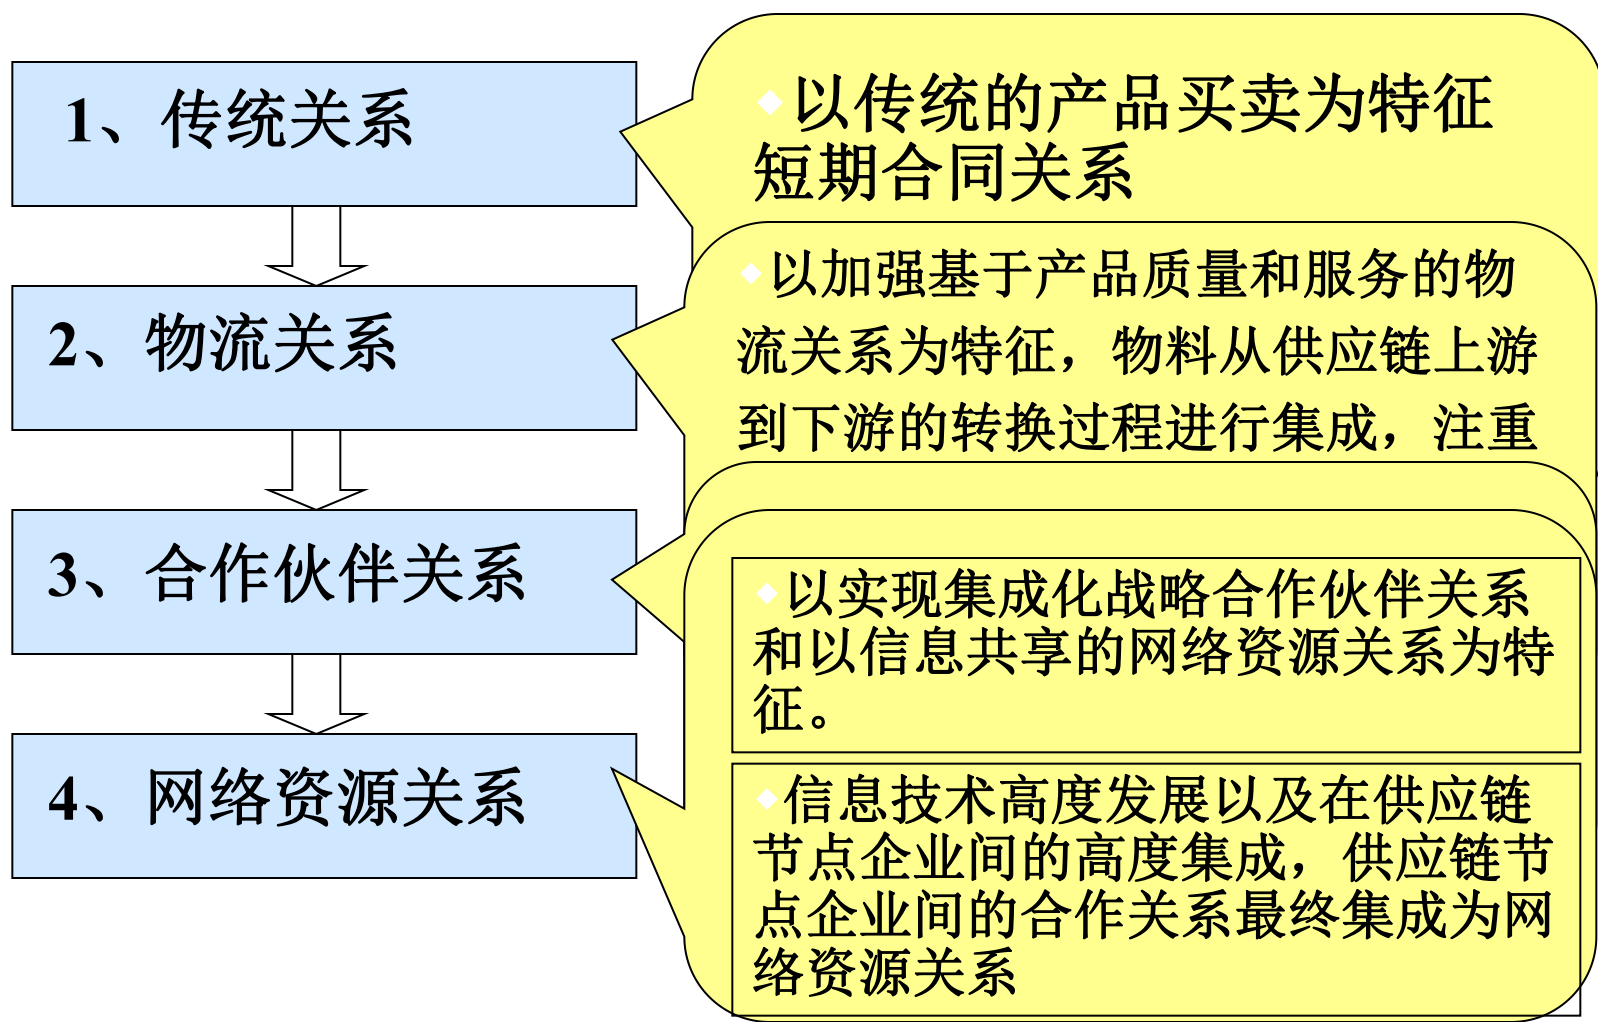 1、传统关系
以传统的产品买卖为特征
短期合同关系
2、物流关系
以加强基于产品质量和服务的物
流关系为特征，物料从供应链上游
到下游的转换过程进行集成，注重
3、合作伙伴关系
以实现集成化战略合作伙伴关系
和以信息共享的网络资源关系为特
征。
4、网络资源关系
信息技术高度发展以及在供应链
节点企业间的高度集成，供应链节
点企业间的合作关系最终集成为网
络资源关系